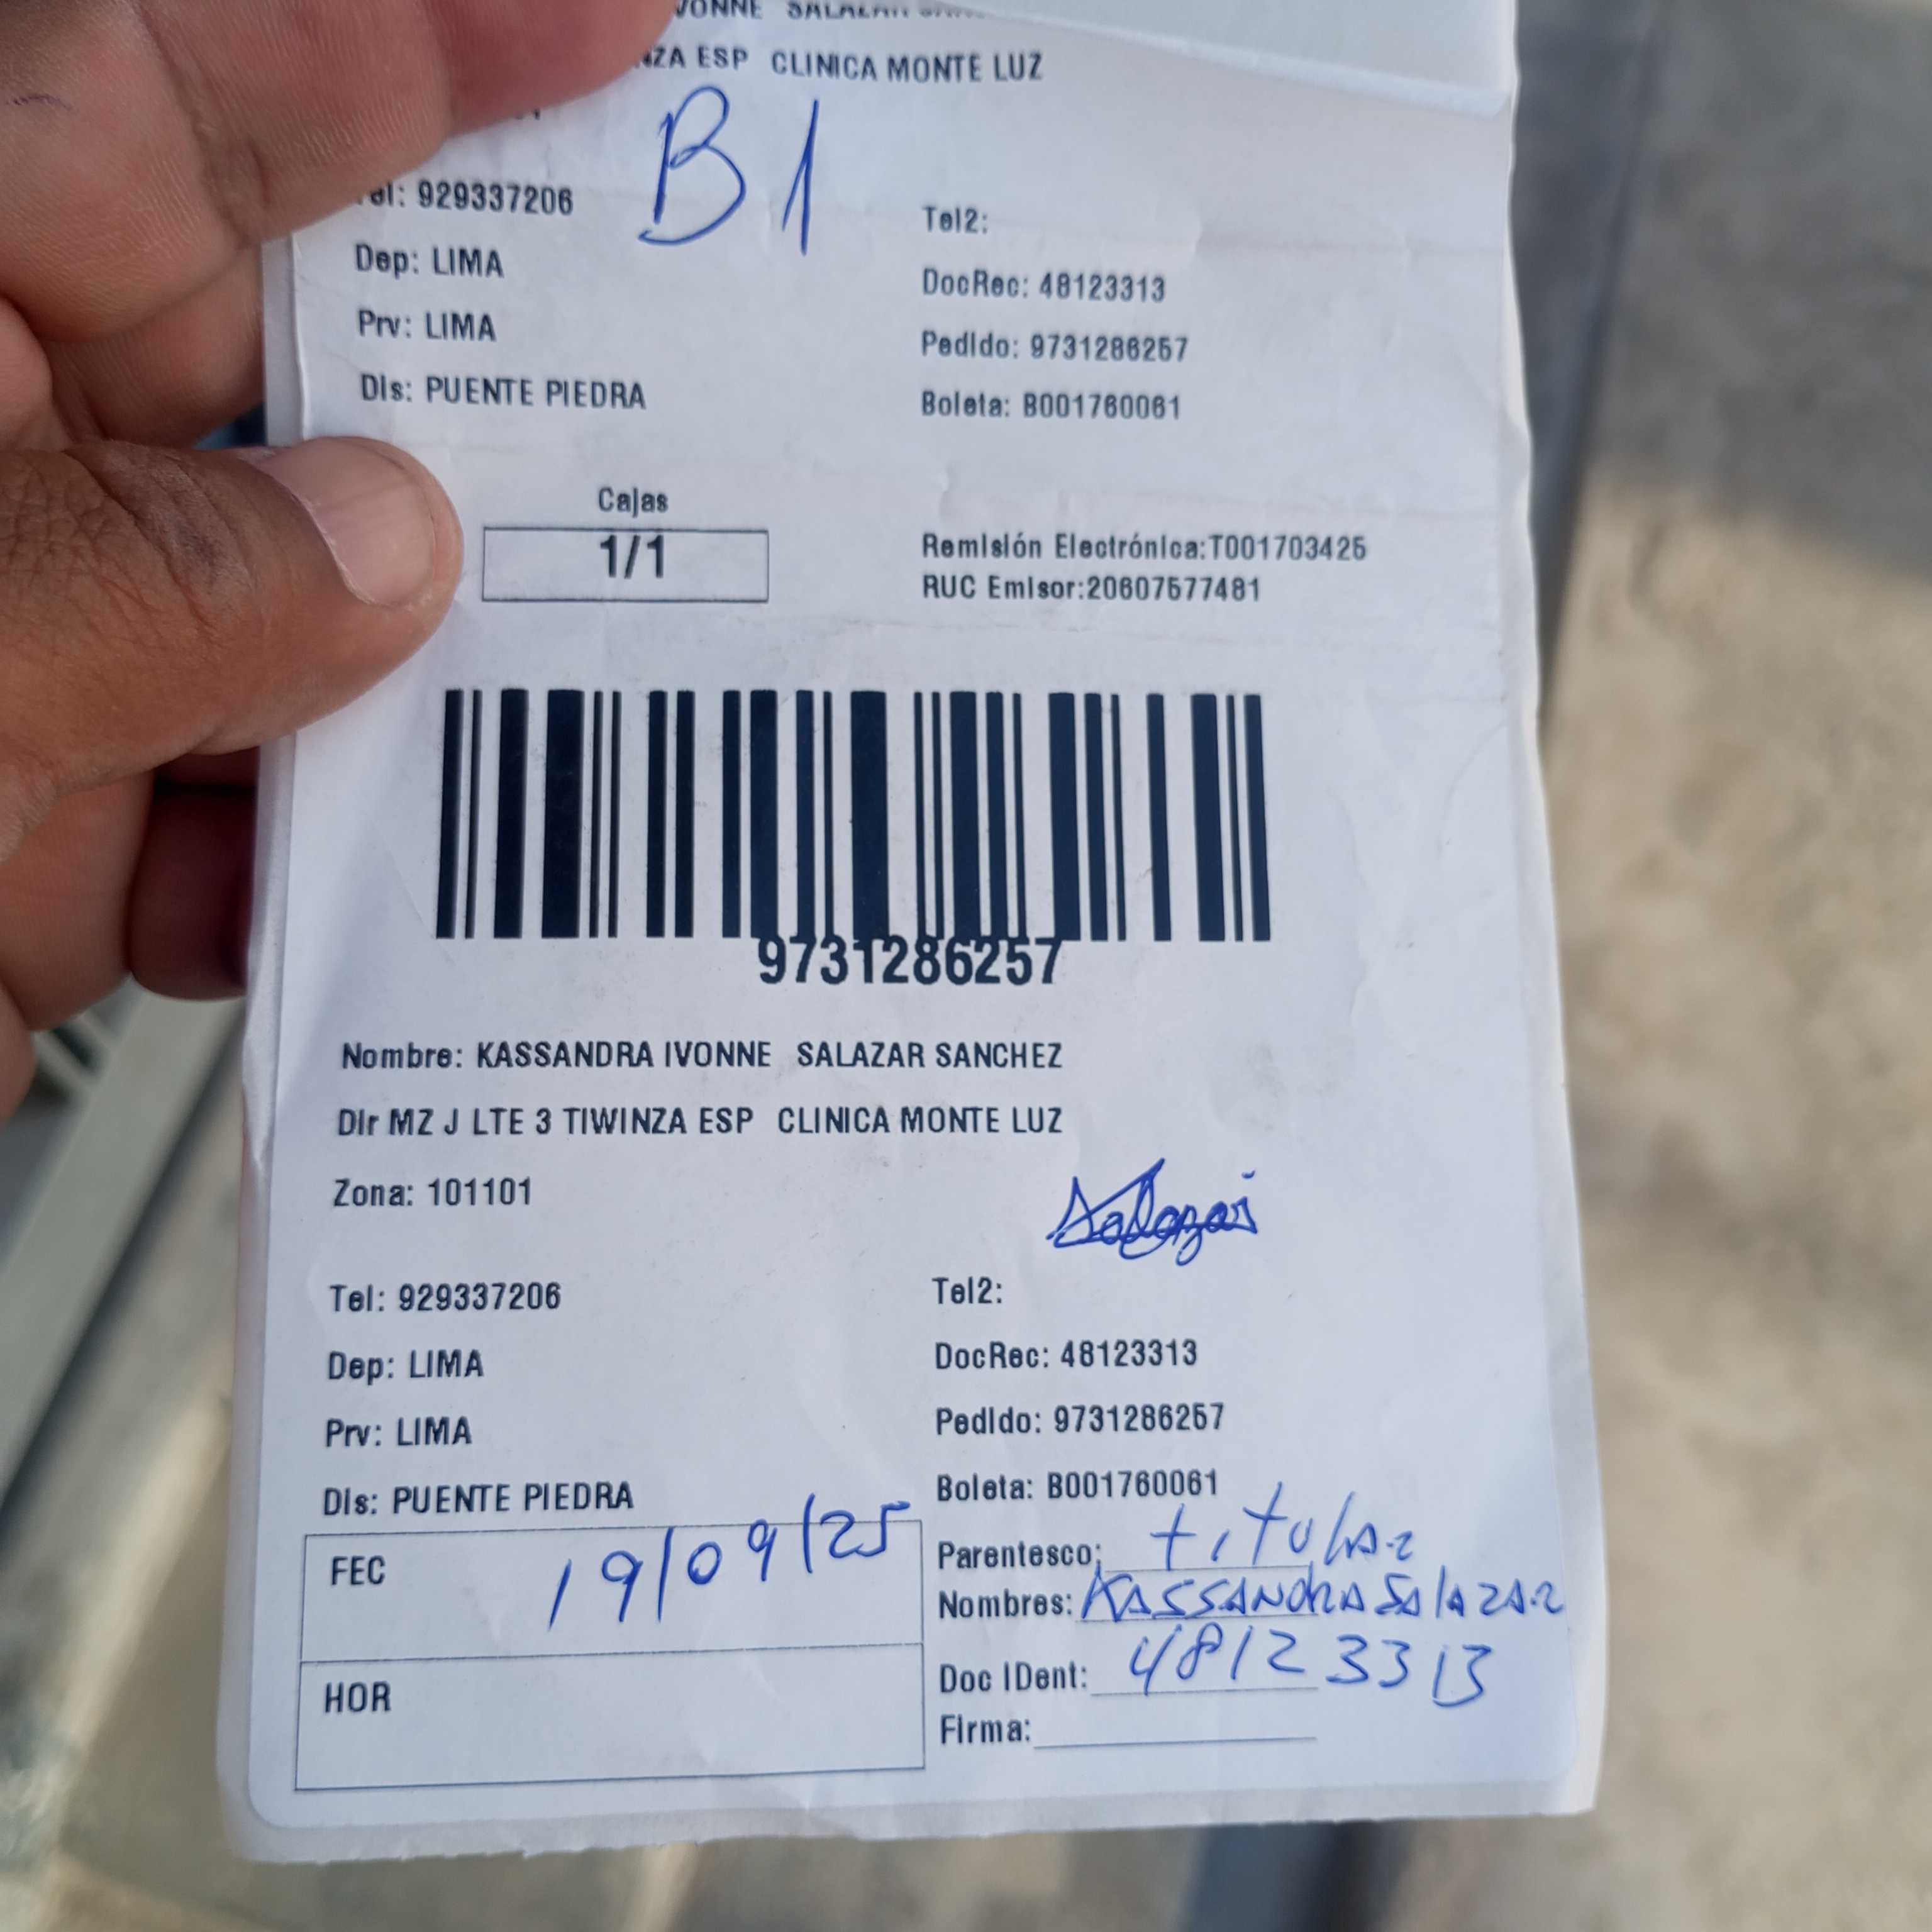 IVONNE SALAZAR
ESP CLINICA MONTE LUZ
B1
Tel: 929337206
Tel2:
Dep: LIMA
DocRec: 48123313
Prv: LIMA
Pedido: 9731286257
Dis: PUENTE PIEDRA
Boleta: B001760061
Cajas
1/1
Remisión Electrónica:T001703425
RUC Emisor:20607577481
9731286257
Nombre: KASSANDRA IVONNE SALAZAR SANCHEZ
Dir MZ J LTE 3 TIWINZA ESP CLINICA MONTE LUZ
Zona: 101101
Salazar
Tel: 929337206
Tel2:
Dep: LIMA
DocRec: 48123313
Prv: LIMA
Pedido: 9731286257
Dis: PUENTE PIEDRA
Boleta: B001760061
FEC 19/09/25
Parentesco: titular
Nombres: KASSANDRA SALAZAR
Doc IDent: 48123313
HOR
Firma: